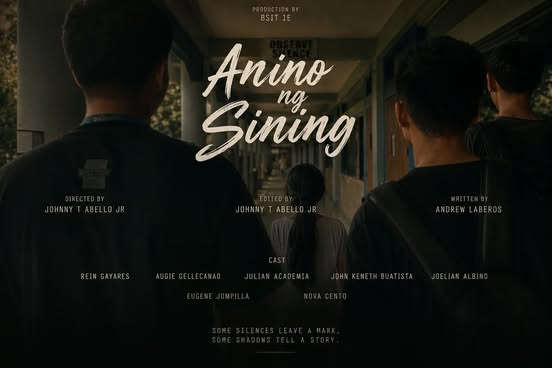 PRODUCTION BY
BSIT 1E
OBSERVE
SILENCE
Anino
ng
Sining
DIRECTED BY
JOHNNY T ABELLO JR
EDITED BY
JOHNNY T ABELLO JR
WRITTEN BY
ANDREW LABEROS
CAST
REIN GAYARES AUGIE GELLECANAO JULIAN ACADEMIA JOHN KENETH BUATISTA JOELIAN ALBINO
EUGENE JOMPILLA NOVA CENTO
SOME SILENCES LEAVE A MARK,
SOME SHADOWS TELL A STORY.